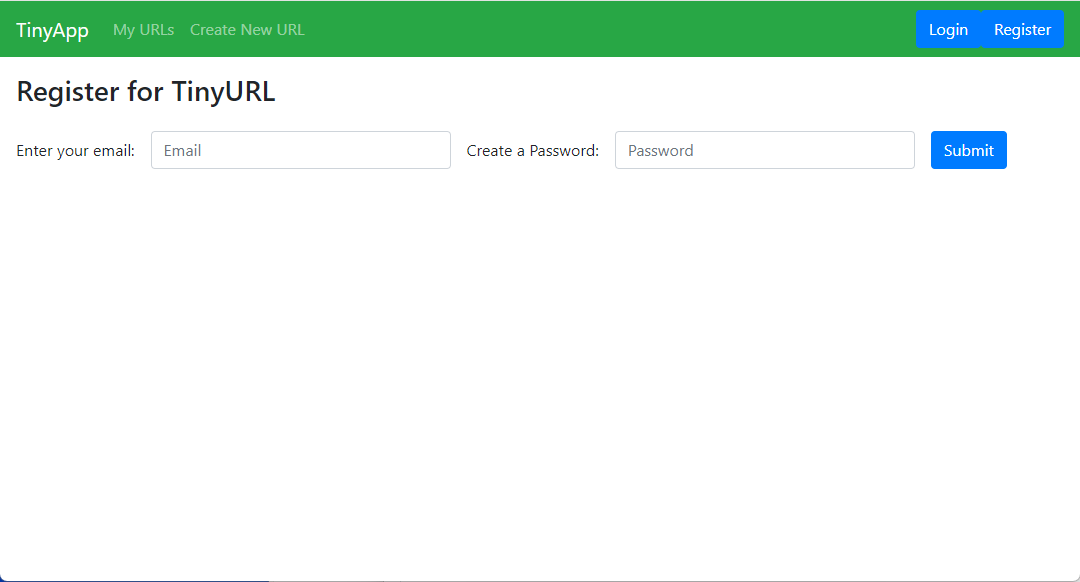 TinyApp My URLs Create New URL Login Register
Register for TinyURL
Enter your email: Email Create a Password: Password Submit